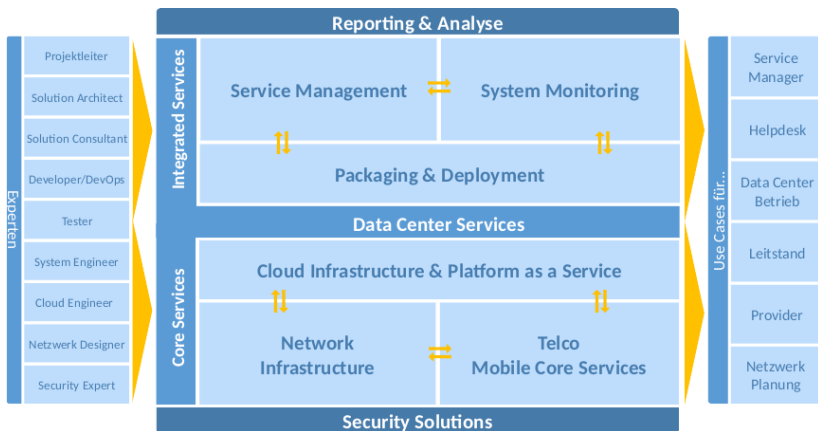 Reporting & Analyse
Experten
Projektleiter
Solution Architect
Solution Consultant
Developer/DevOps
Tester
System Engineer
Cloud Engineer
Netzwerk Designer
Security Expert
Integrated Services
Service Management
System Monitoring
Packaging & Deployment
Data Center Services
Core Services
Cloud Infrastructure & Platform as a Service
Network
Infrastructure
Telco
Mobile Core Services
Security Solutions
Use Cases für...
Service
Manager
Helpdesk
Data Center
Betrieb
Leitstand
Provider
Netzwerk
Planung